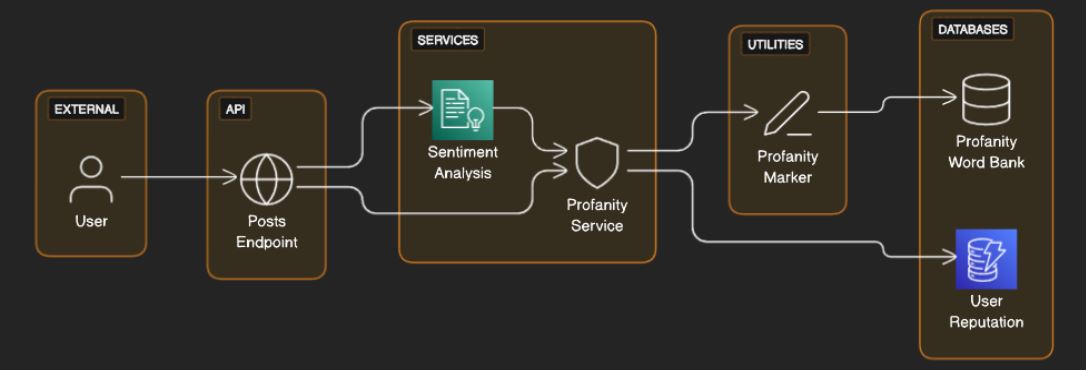 EXTERNAL
User
API
Posts
Endpoint
SERVICES
Sentiment
Analysis
Profanity
Service
UTILITIES
Profanity
Marker
DATABASES
Profanity
Word Bank
User
Reputation